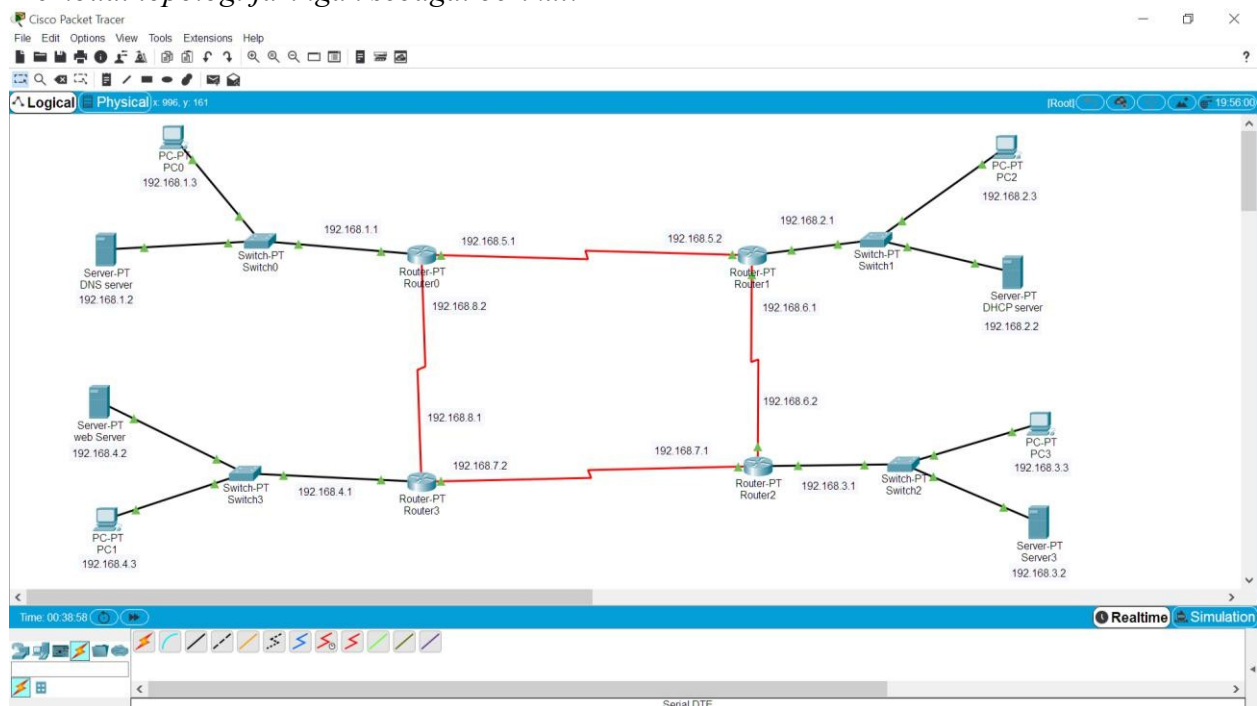 Cisco Packet Tracer
File Edit Options View Tools Extensions Help
?
Logical Physical x: 996, y: 161 [Root] 19:56:00
PC-PT
PC0
192.168.1.3
PC-PT
PC2
192.168.2.3
192.168.1.1
192.168.5.1
192.168.5.2
192.168.2.1
Server-PT
DNS server
192.168.1.2
Switch-PT
Switch0
Router-PT
Router0
Router-PT
Router1
Switch-PT
Switch1
Server-PT
DHCP server
192.168.2.2
192.168.8.2
192.168.6.1
192.168.8.1
192.168.6.2
Server-PT
web Server
192.168.4.2
PC-PT
PC3
192.168.3.3
192.168.7.2
192.168.7.1
Switch-PT
Switch3
192.168.4.1
Router-PT
Router3
Router-PT
Router2
192.168.3.1
Switch-PT
Switch2
PC-PT
PC1
192.168.4.3
Server-PT
Server3
192.168.3.2
Time: 00:38:58
Realtime Simulation
Serial DTE